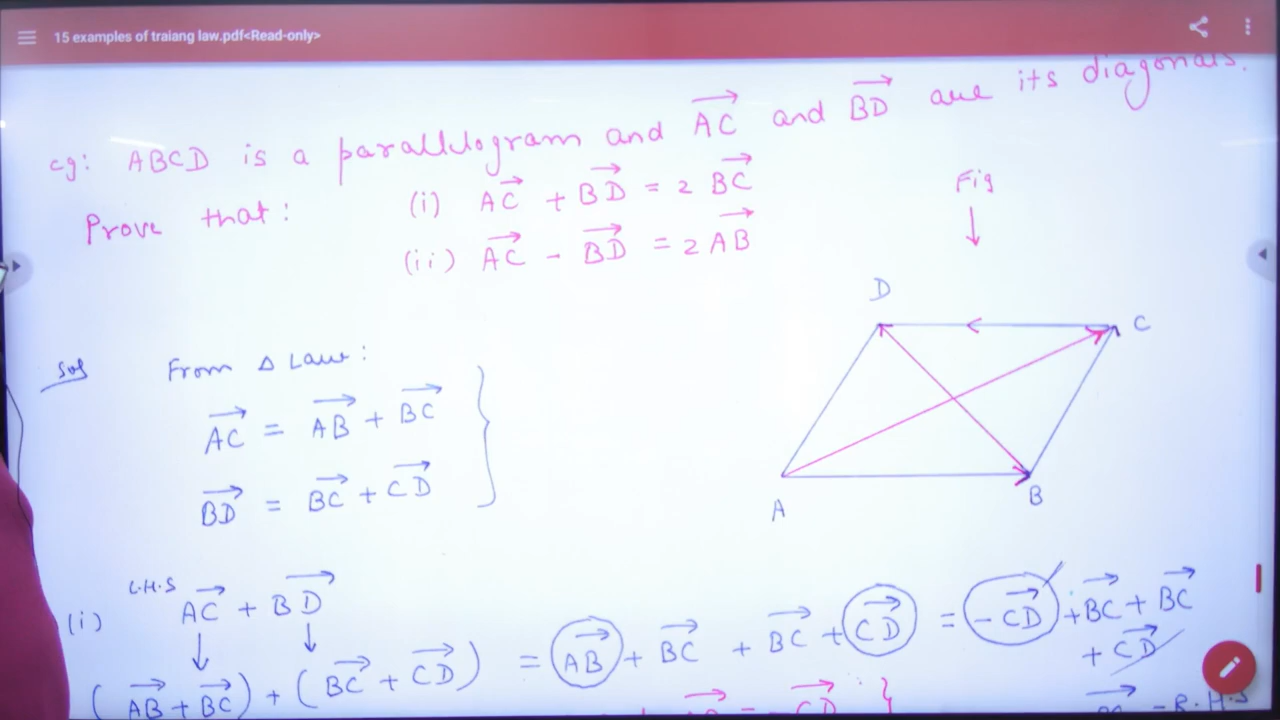 15 examples of traiang law.pdf<Read-only>
eg: ABCD is a parallelogram and AC⃗ and BD⃗ are its diagonals.
Prove that: (i) AC⃗ + BD⃗ = 2 BC⃗
(ii) AC⃗ - BD⃗ = 2 AB⃗
Fig
D
C
A
B
Sol From Δ Law:
AC⃗ = AB⃗ + BC⃗
BD⃗ = BC⃗ + CD⃗
(i) L.H.S AC⃗ + BD⃗
(AB⃗ + BC⃗) + (BC⃗ + CD⃗) = AB⃗ + BC⃗ + BC⃗ + CD⃗ = -CD⃗ + BC⃗ + BC⃗
+ CD⃗
= - CD⃗
= R.H.S